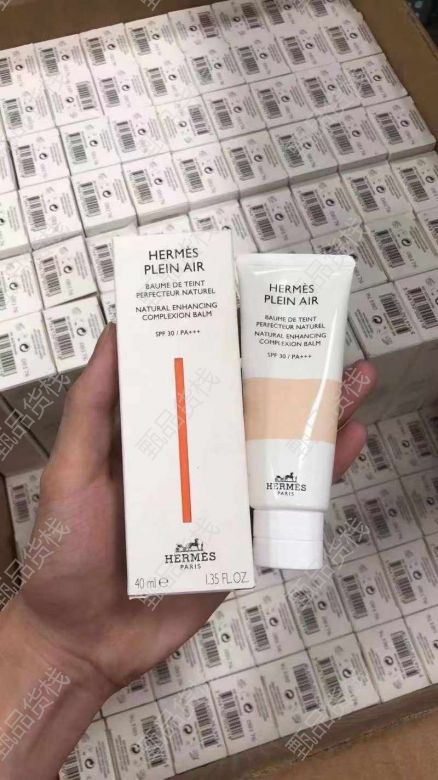 HERMÈS
PLEIN AIR
BAUME DE TEINT
PERFECTEUR NATUREL
NATURAL ENHANCING
COMPLEXION BALM
SPF 30 / PA+++
HERMÈS
PARIS
40 ml e 1.35 FL.OZ.
HERMÈS
PLEIN AIR
BAUME DE TEINT
PERFECTEUR NATUREL
NATURAL ENHANCING
COMPLEXION BALM
SPF 30 / PA+++
HERMÈS
PARIS
甄品货栈